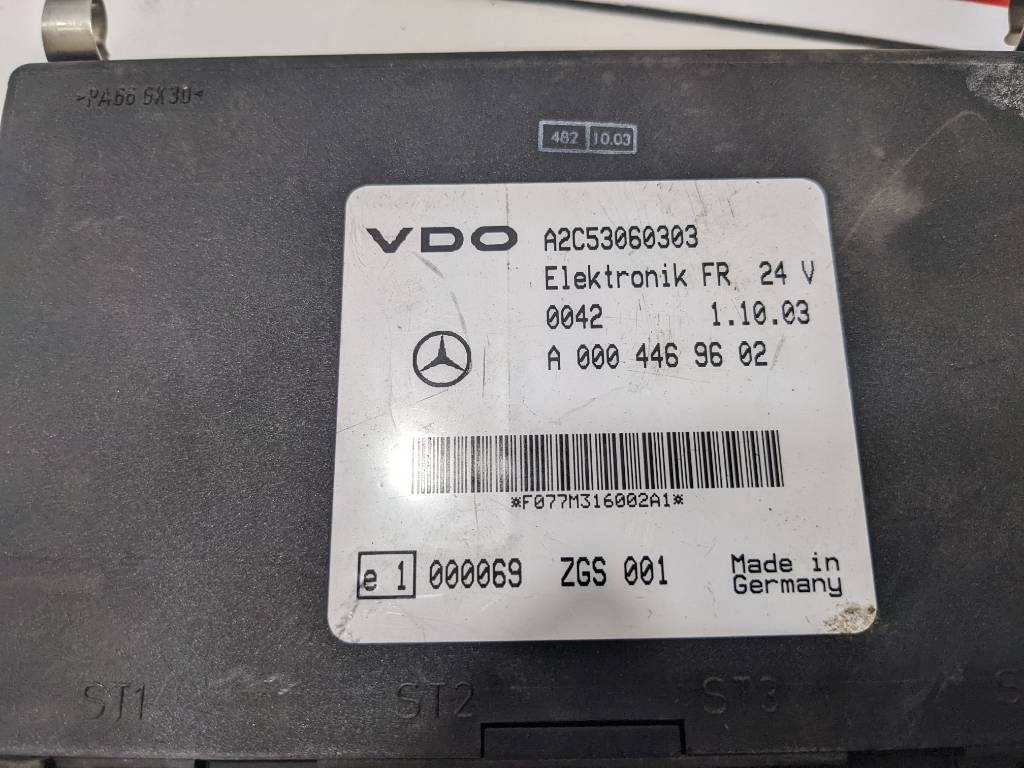 >PA66 GX30<
482 10.03
VDO A2C53060303
Elektronik FR 24 V
0042 1.10.03
A 000 446 96 02
*F077M316002A1*
e 1 000069 ZGS 001 Made in
Germany
ST1 ST2 ST3